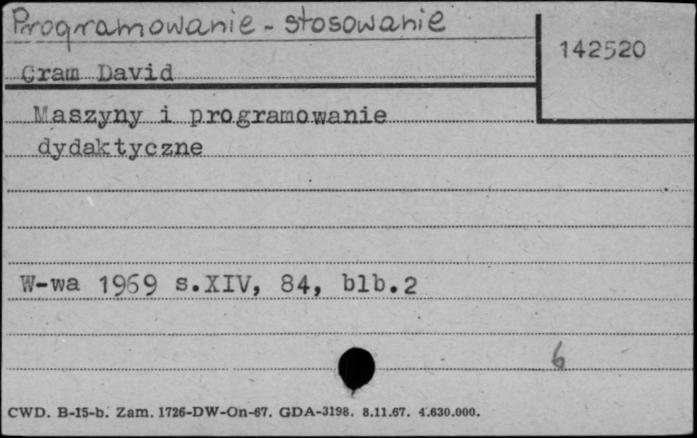 Programowanie - stosowanie
142520
Cram David
Maszyny i programowanie
dydaktyczne
W-wa 1969 s.XIV, 84, blb.2
6
CWD. B-15-b. Zam. 1726-DW-On-67. GDA-3198. 8.11.67. 4.630.000.